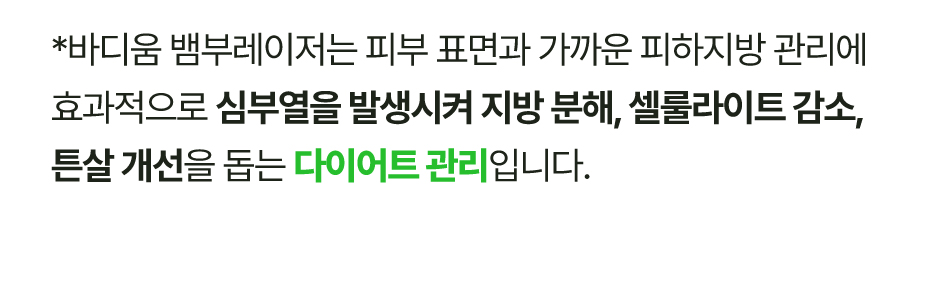 *바디움 뱀부레이저는 피부 표면과 가까운 피하지방 관리에
효과적으로 심부열을 발생시켜 지방 분해, 셀룰라이트 감소,
튼살 개선을 돕는 다이어트 관리입니다.